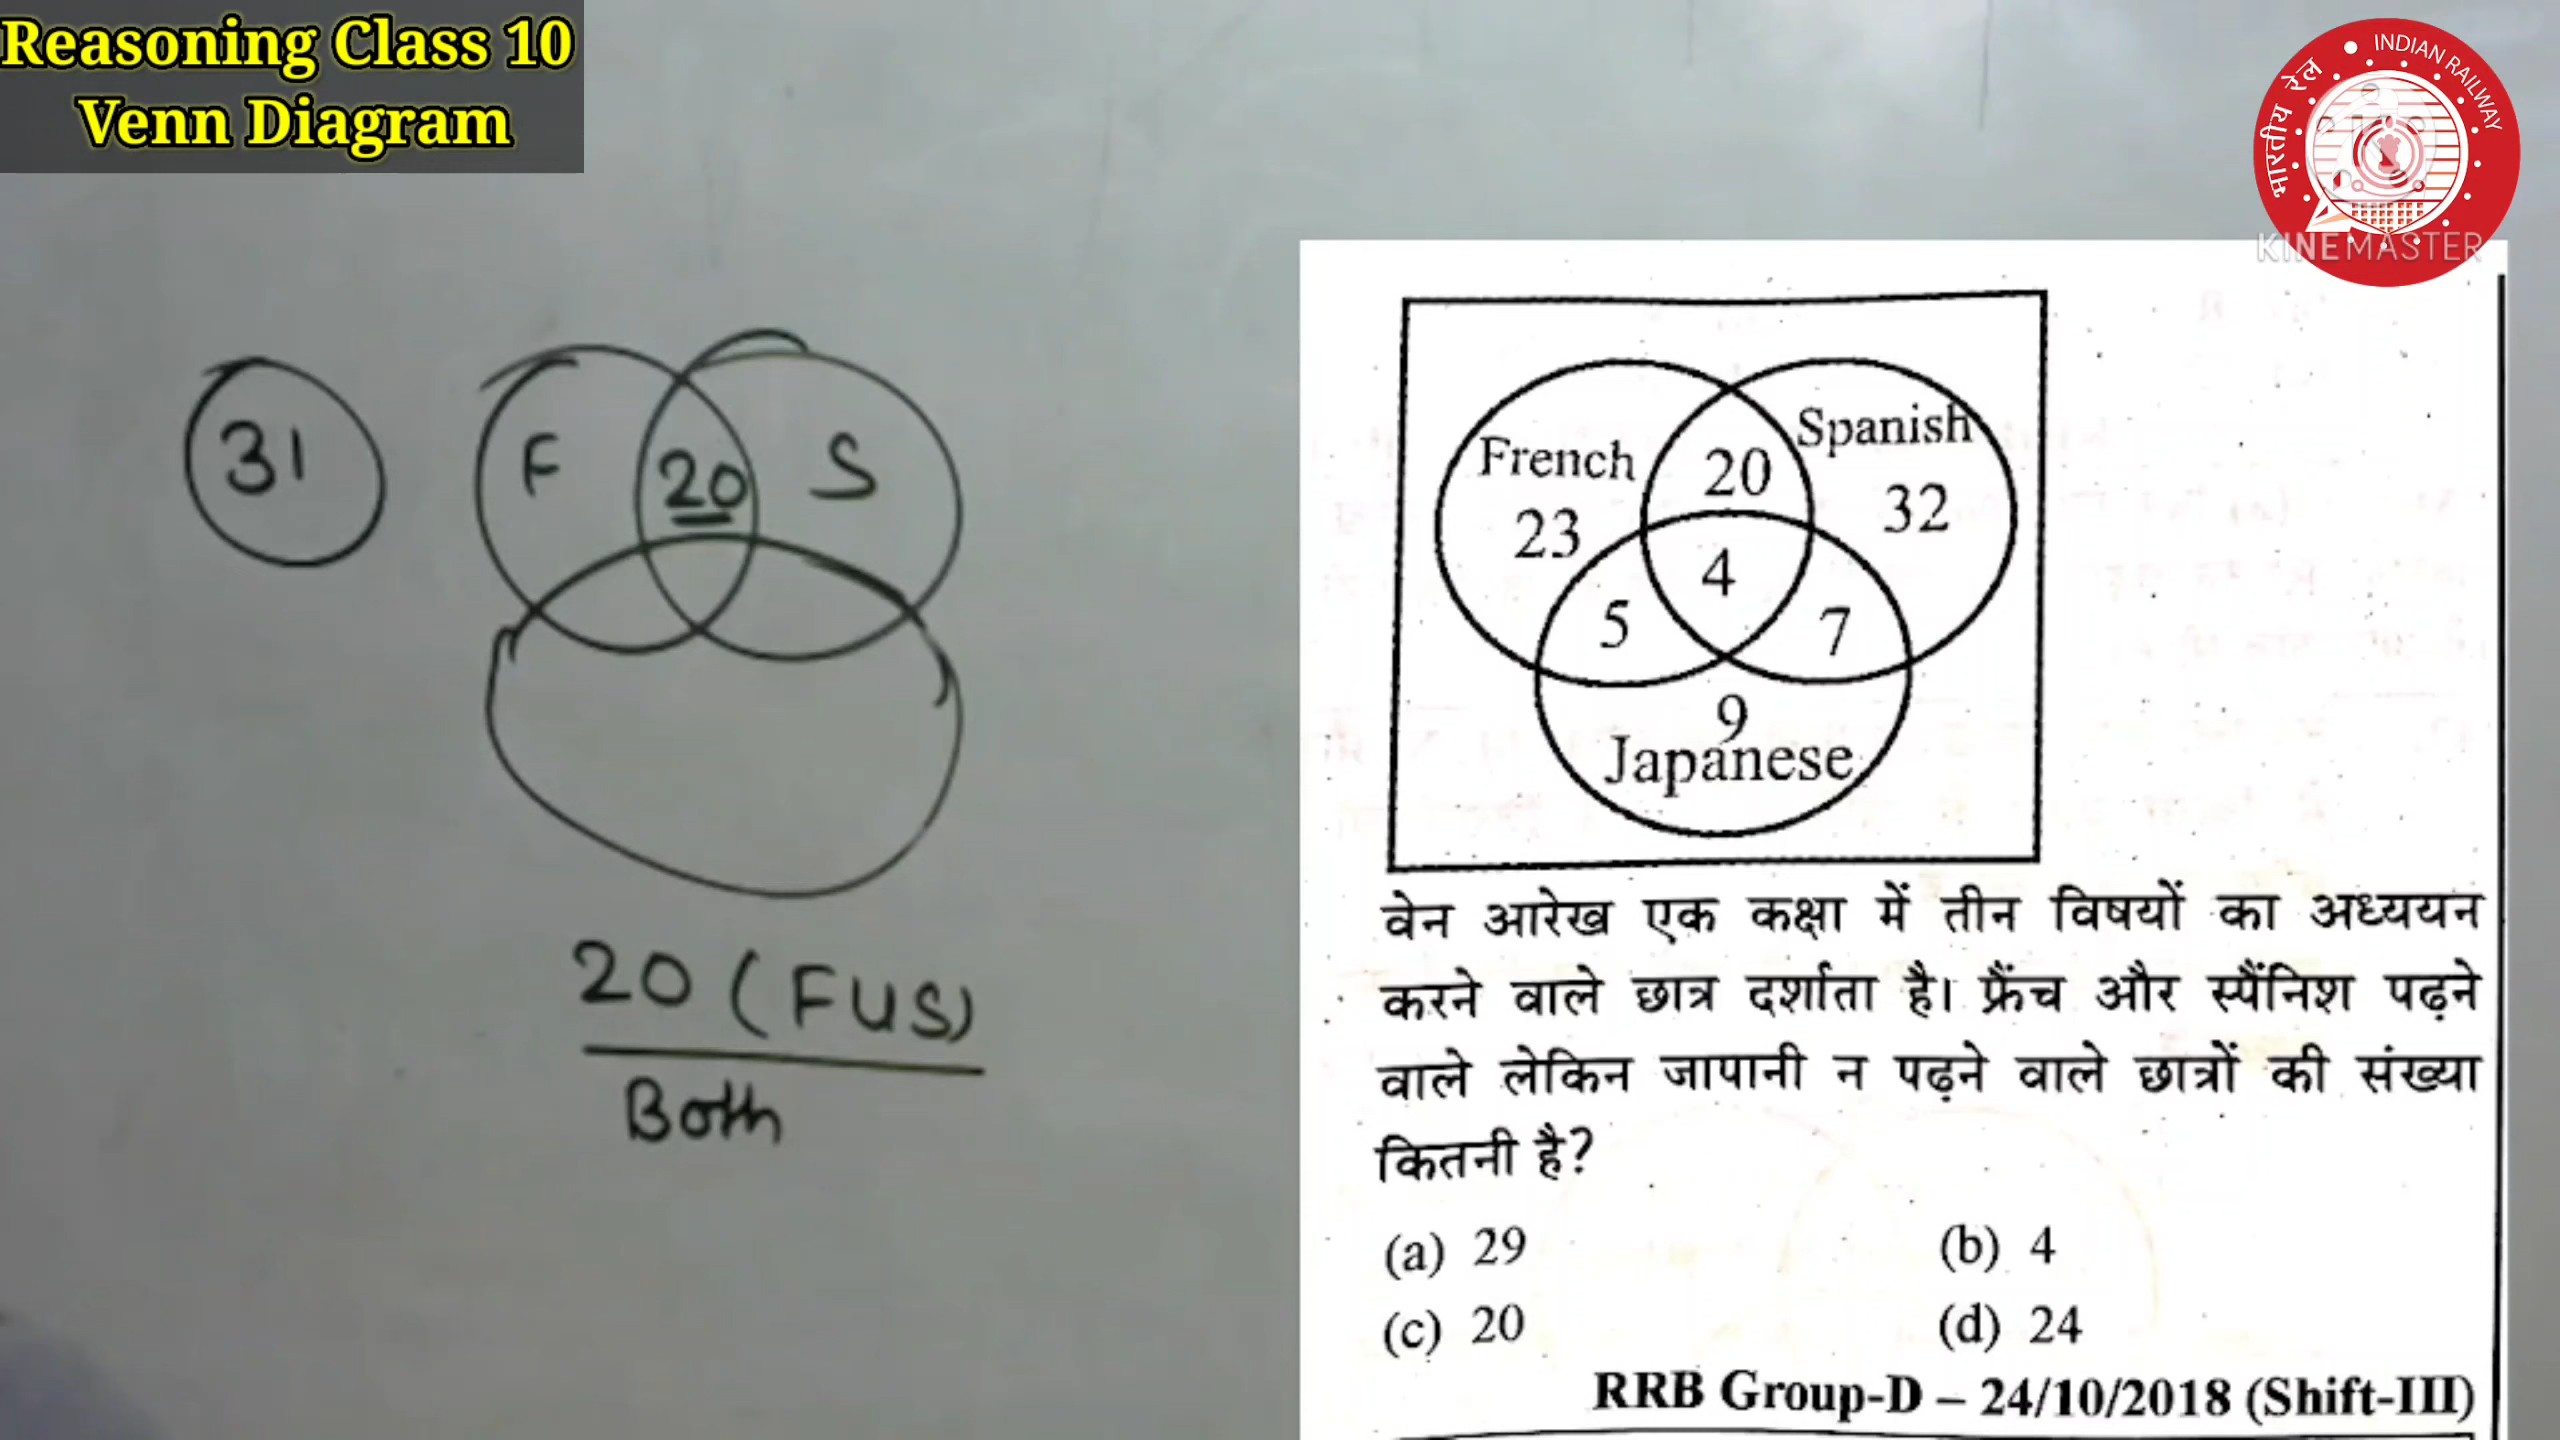 Reasoning Class 10
Venn Diagram
भारतीय रेल INDIAN RAILWAY
KINEMASTER
31
F 20 S
20 (FUS)
Both
French
Spanish
20
23
32
4
5
7
9
Japanese
वेन आरेख एक कक्षा में तीन विषयों का अध्ययन
करने वाले छात्र दर्शाता है। फ्रैंच और स्पैंनिश पढ़ने
वाले लेकिन जापानी न पढ़ने वाले छात्रों की संख्या
कितनी है?
(a) 29 (b) 4
(c) 20 (d) 24
RRB Group-D – 24/10/2018 (Shift-III)